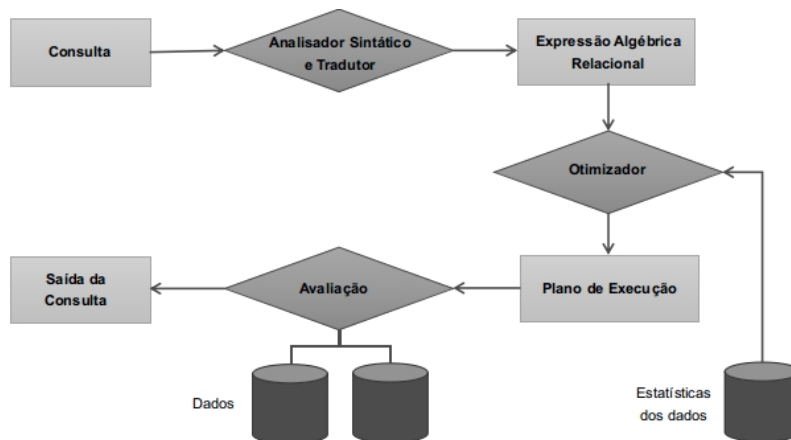 Consulta
Analisador Sintático
e Tradutor
Expressão Algébrica
Relacional
Otimizador
Saída da
Consulta
Avaliação
Plano de Execução
Dados
Estatísticas
dos dados